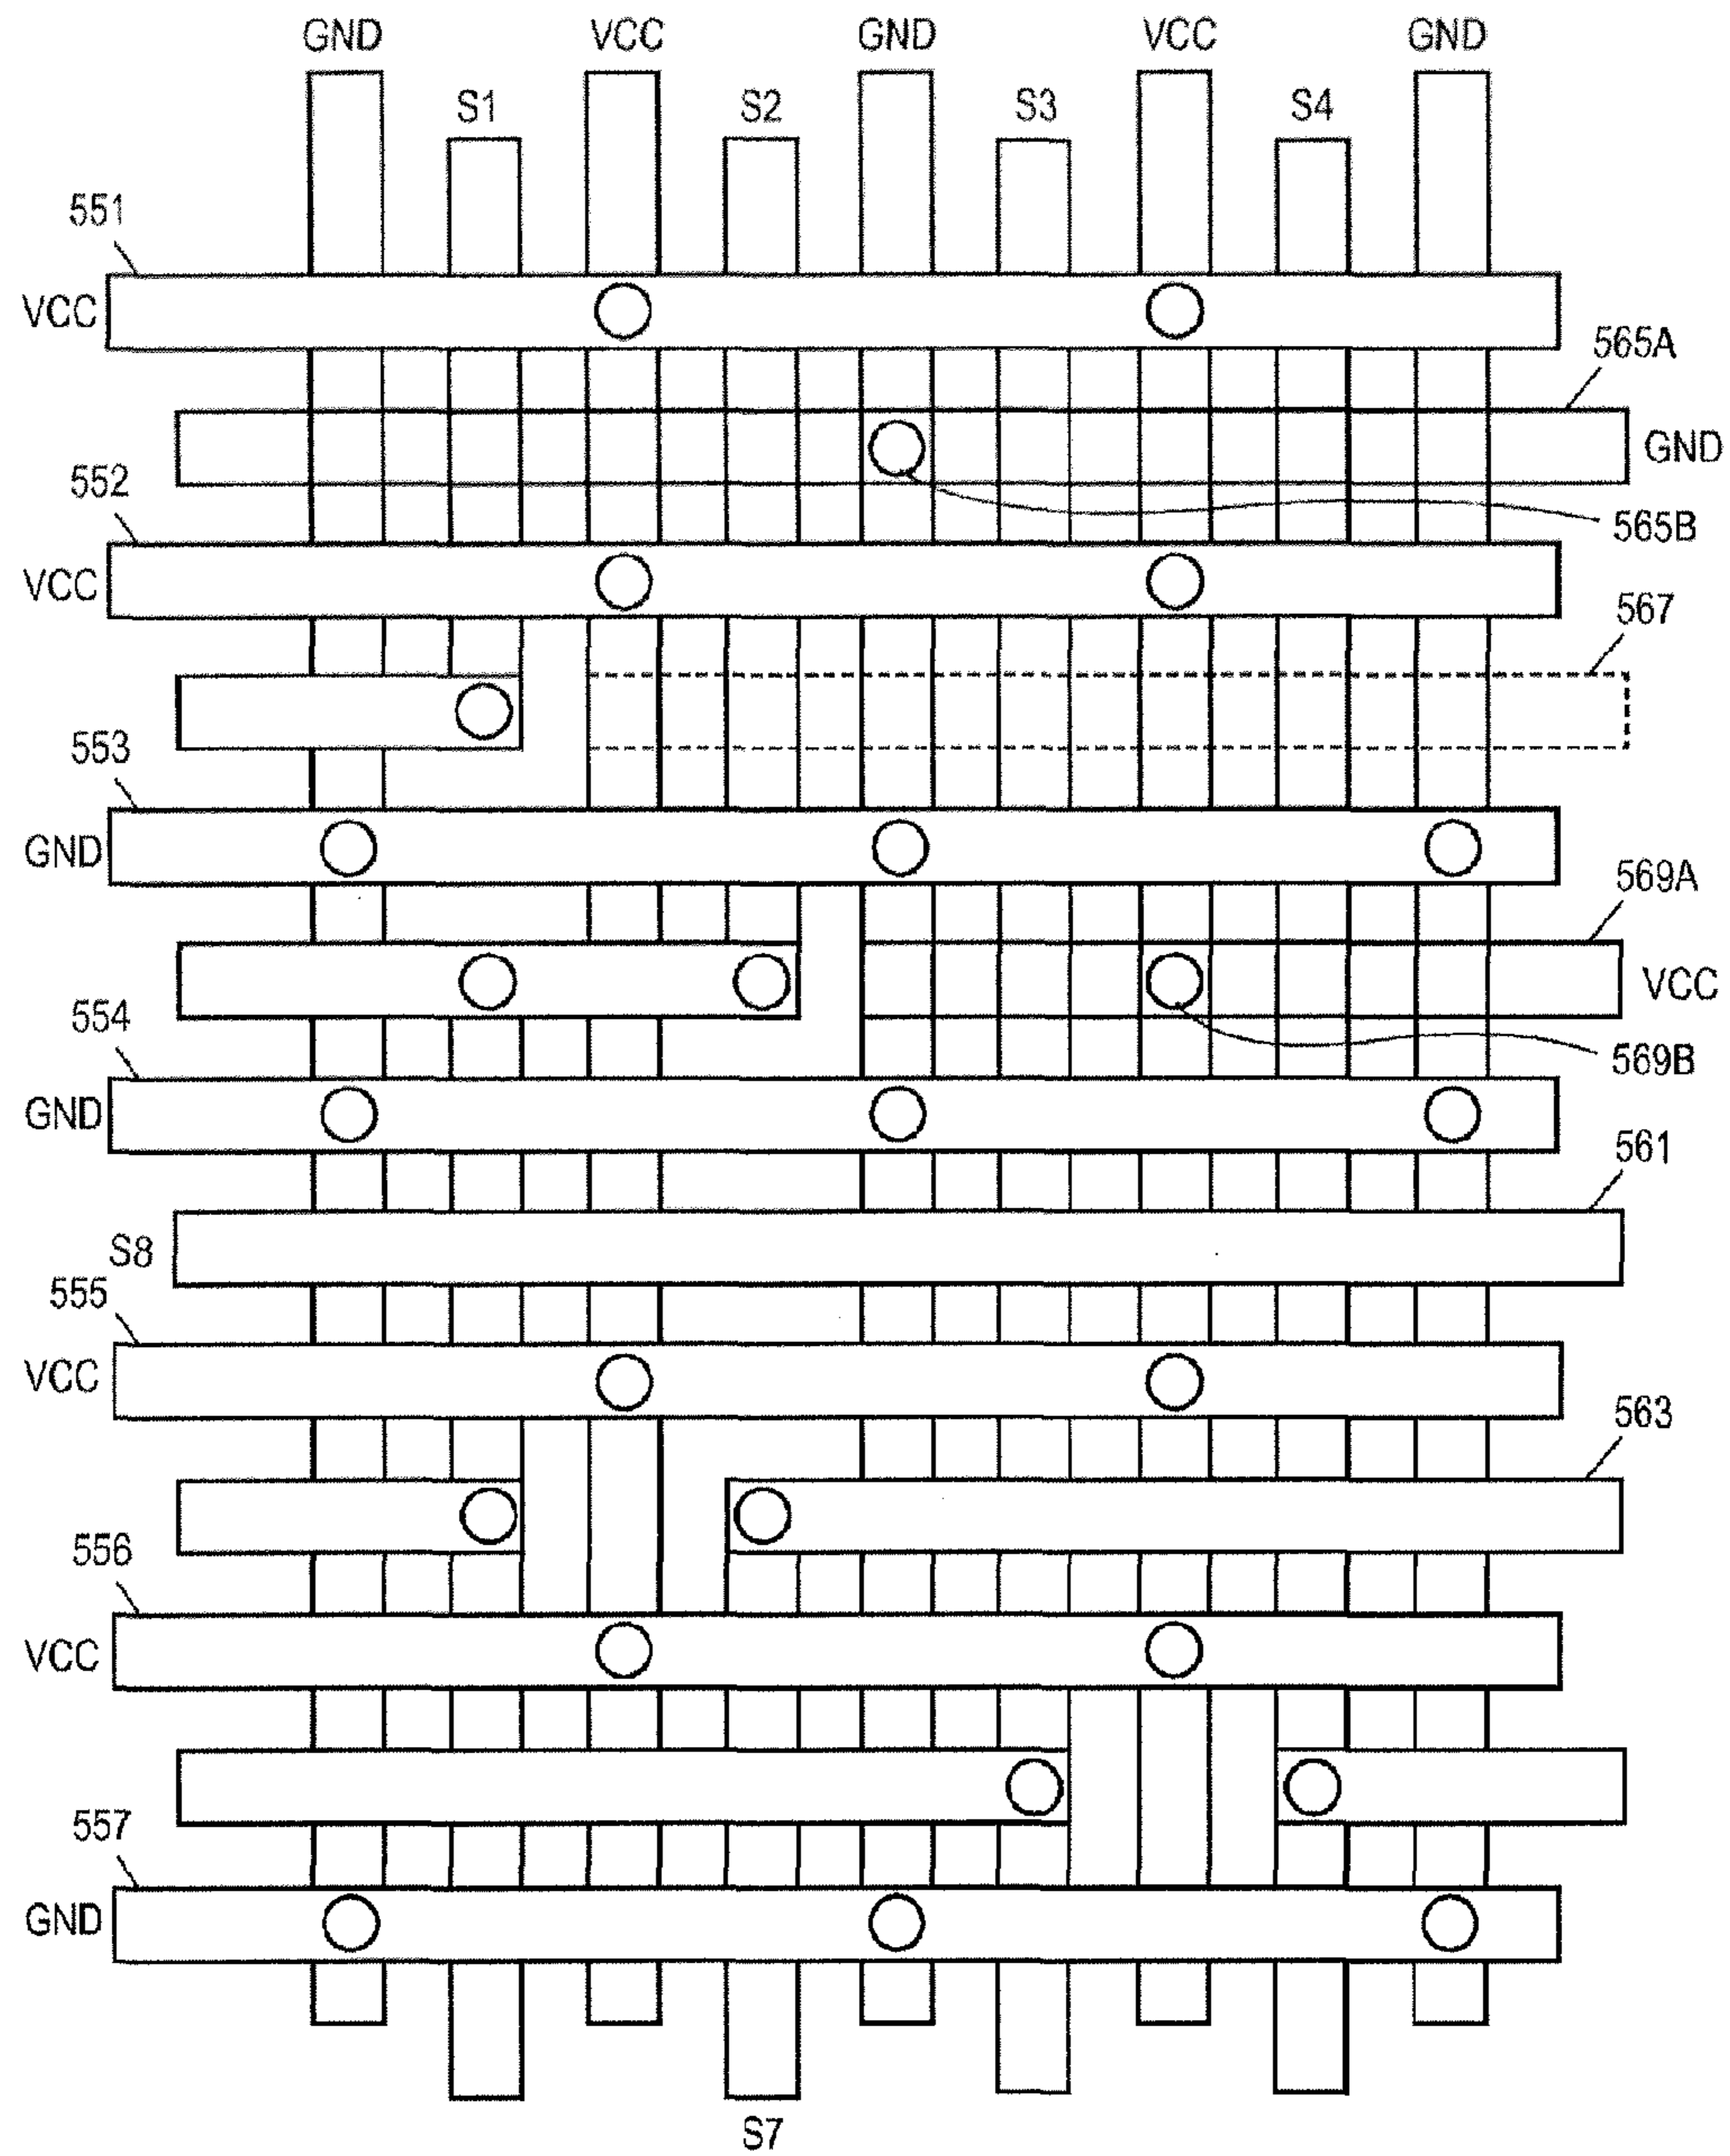 GND VCC GND VCC GND
S1 S2 S3 S4
551
VCC
565A
GND
552
565B
VCC
567
553
GND
569A
VCC
554
569B
GND
561
S8
555
VCC
563
556
VCC
557
GND
S7